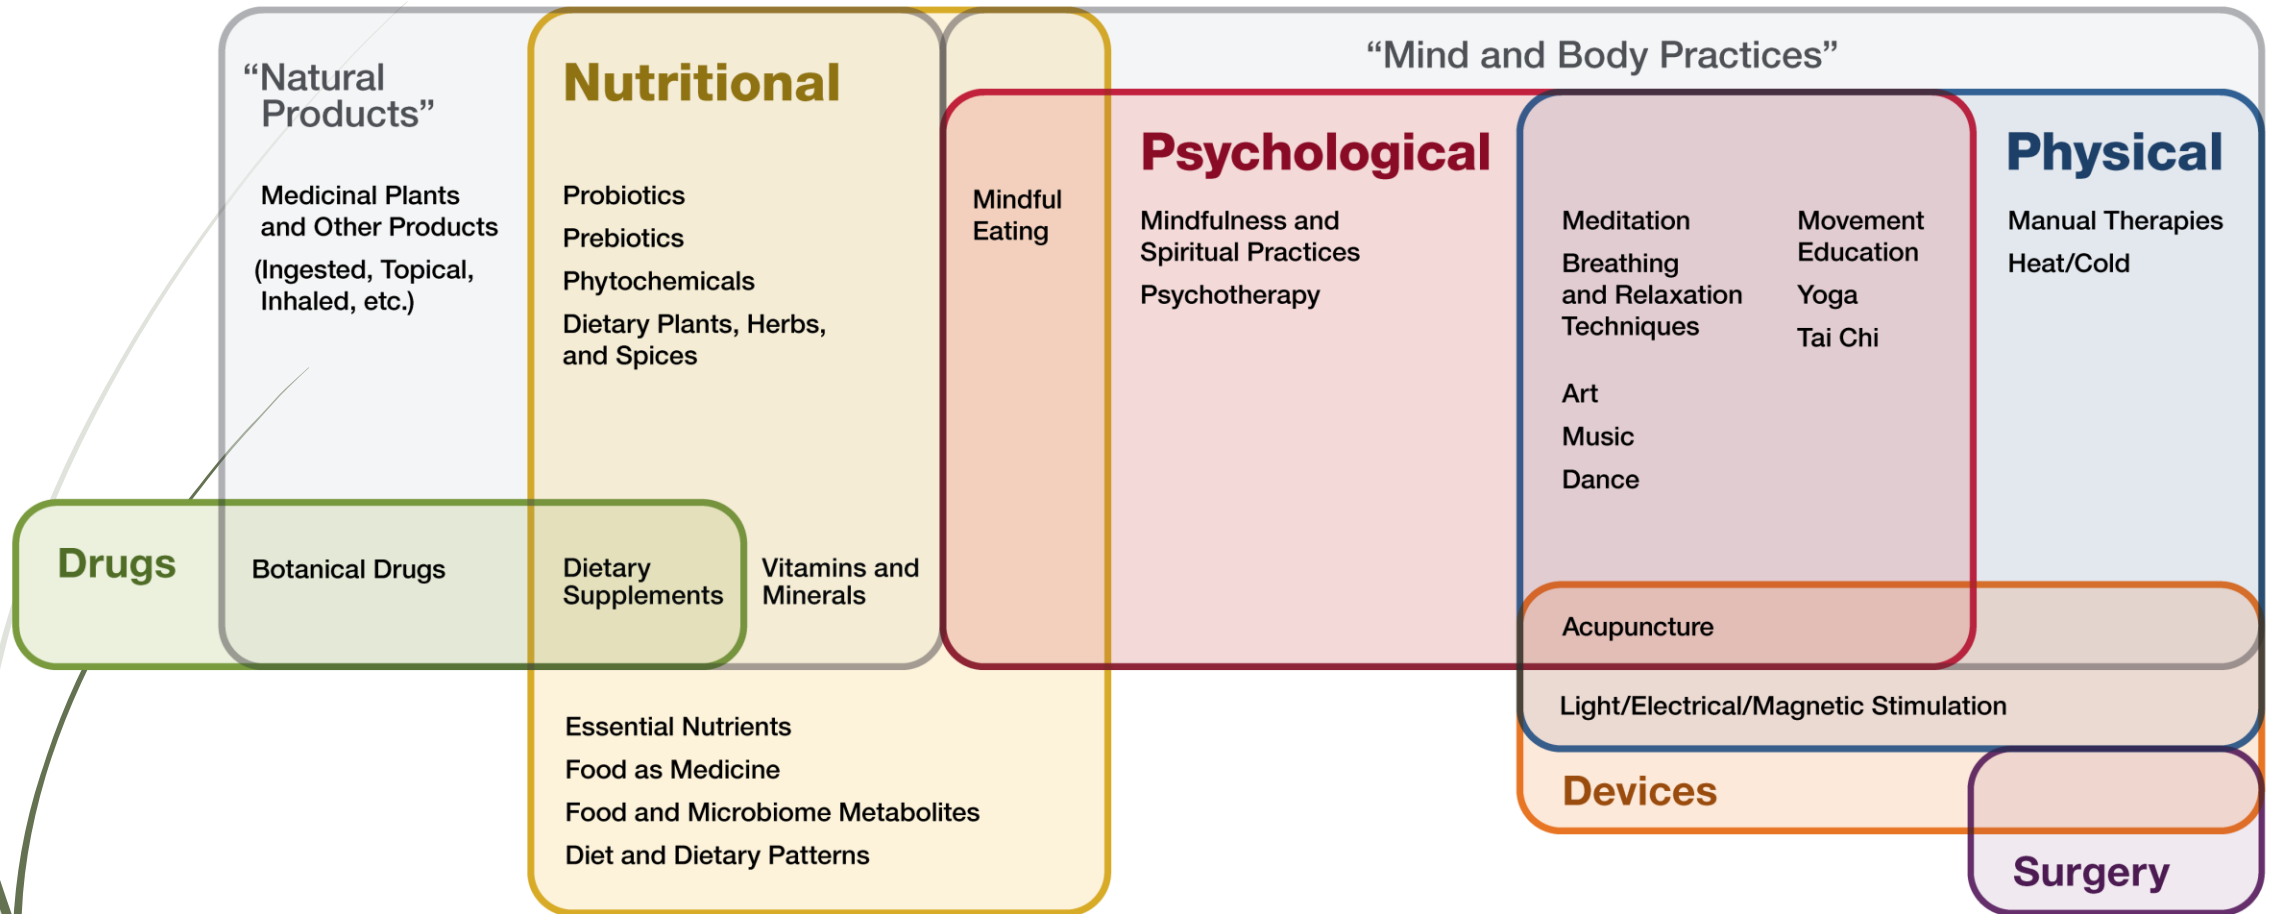 “Natural
Products”
Medicinal Plants
and Other Products
(Ingested, Topical,
Inhaled, etc.)
Nutritional
Probiotics
Prebiotics
Phytochemicals
Dietary Plants, Herbs,
and Spices
“Mind and Body Practices”
Mindful
Eating
Psychological
Mindfulness and
Spiritual Practices
Psychotherapy
Meditation
Breathing
and Relaxation
Techniques
Art
Music
Dance
Movement
Education
Yoga
Tai Chi
Physical
Manual Therapies
Heat/Cold
Drugs
Botanical Drugs
Dietary
Supplements
Vitamins and
Minerals
Acupuncture
Light/Electrical/Magnetic Stimulation
Essential Nutrients
Food as Medicine
Food and Microbiome Metabolites
Diet and Dietary Patterns
Devices
Surgery